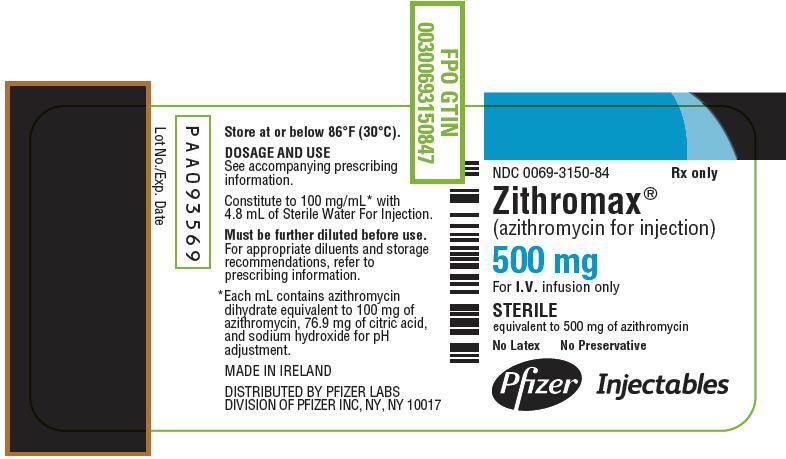 Lot No./Exp. Date
PAA093569
Store at or below 86°F (30°C).
DOSAGE AND USE
See accompanying prescribing
information.
Constitute to 100 mg/mL* with
4.8 mL of Sterile Water For Injection.
Must be further diluted before use.
For appropriate diluents and storage
recommendations, refer to
prescribing information.
*Each mL contains azithromycin
dihydrate equivalent to 100 mg of
azithromycin, 76.9 mg of citric acid,
and sodium hydroxide for pH
adjustment.
MADE IN IRELAND
DISTRIBUTED BY PFIZER LABS
DIVISION OF PFIZER INC, NY, NY 10017
FPO GTIN
00300693150847
NDC 0069-3150-84 Rx only
Zithromax®
(azithromycin for injection)
500 mg
For I.V. infusion only
STERILE
equivalent to 500 mg of azithromycin
No Latex No Preservative
Pfizer Injectables